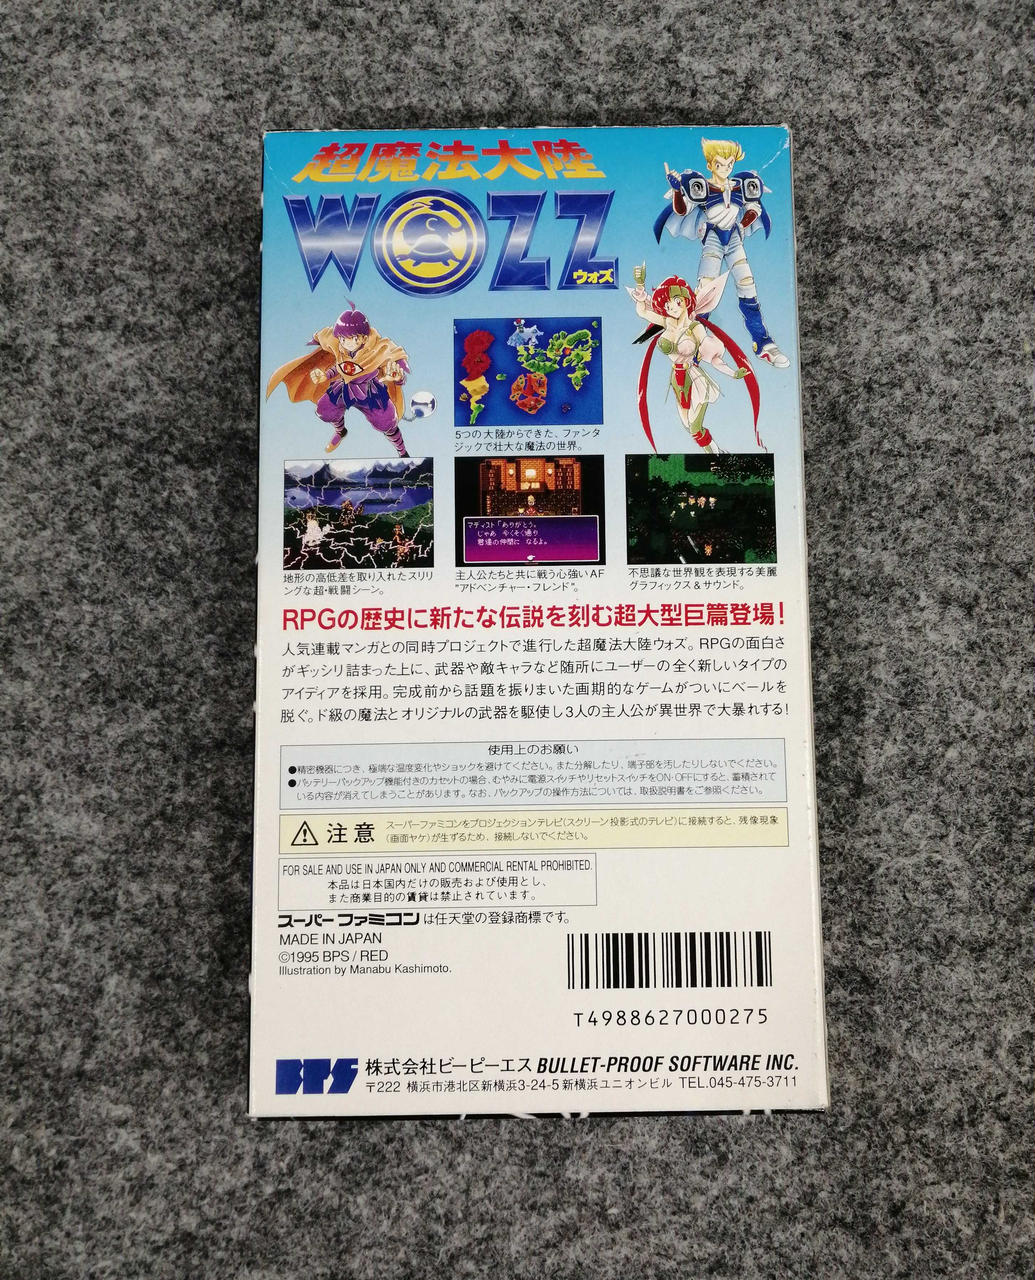 超魔法大陸
WOZZ
ウォズ
5つの大陸からできた、ファンタ
ジックで壮大な魔法の世界。
マディスト「ありがとう。
じゃあ 今くそく通り
君達の仲間に なるよ。
地形の高低差を取り入れたスリリ
ングな超・戦闘シーン。
主人公たちと共に戦う心強いAF
"アドベンチャー・フレンド"。
不思議な世界観を表現する美麗
グラフィックス&サウンド。
RPGの歴史に新たな伝説を刻む超大型巨篇登場!
人気連載マンガとの同時プロジェクトで進行した超魔法大陸ウォズ。RPGの面白さ
がギッシリ詰まった上に、武器や敵キャラなど随所にユーザーの全く新しいタイプの
アイディアを採用。完成前から話題を振りまいた画期的なゲームがついにベールを
脱ぐ。ド級の魔法とオリジナルの武器を駆使し3人の主人公が異世界で大暴れする!
使用上のお願い
●精密機器につき、極端な温度変化やショックを避けてください。また分解したり、端子部を汚したりしないでください。
●バッテリーバックアップ機能付きのカセットの場合、むやみに電源スイッチやリセットスイッチをON・OFFにすると、蓄積されて
いる内容が消えてしまうことがあります。なお、バックアップの操作方法については、取扱説明書をご参照ください。
注意
スーパーファミコンをプロジェクションテレビ(スクリーン投影式のテレビ)に接続すると、残像現象
(画面ヤケ)が生ずるため、接続しないでください。
FOR SALE AND USE IN JAPAN ONLY AND COMMERCIAL RENTAL PROHIBITED.
本品は日本国内だけの販売および使用とし、
また商業目的の賃貸は禁止されています。
スーパーファミコンは任天堂の登録商標です。
MADE IN JAPAN
©1995 BPS / RED
Illustration by Manabu Kashimoto.
T4988627000275
BPS 株式会社ビーピーエス BULLET-PROOF SOFTWARE INC.
〒222 横浜市港北区新横浜3-24-5 新横浜ユニオンビル TEL.045-475-3711